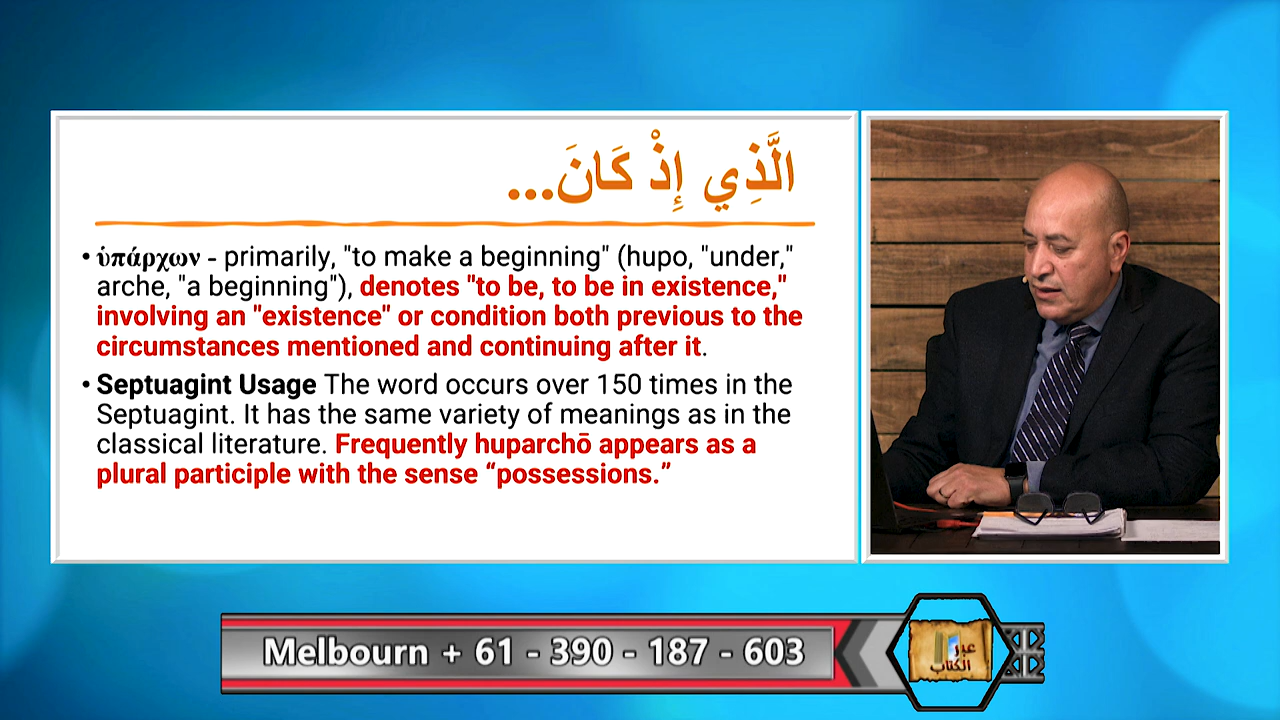 الَّذِي إِذْ كَانَ...
• ὑπάρχων - primarily, "to make a beginning" (hupo, "under,"
arche, "a beginning"), denotes "to be, to be in existence,"
involving an "existence" or condition both previous to the
circumstances mentioned and continuing after it.
• Septuagint Usage The word occurs over 150 times in the
Septuagint. It has the same variety of meanings as in the
classical literature. Frequently huparchō appears as a
plural participle with the sense “possessions.”
Melbourn + 61 - 390 - 187 - 603
عبر
الكتاب